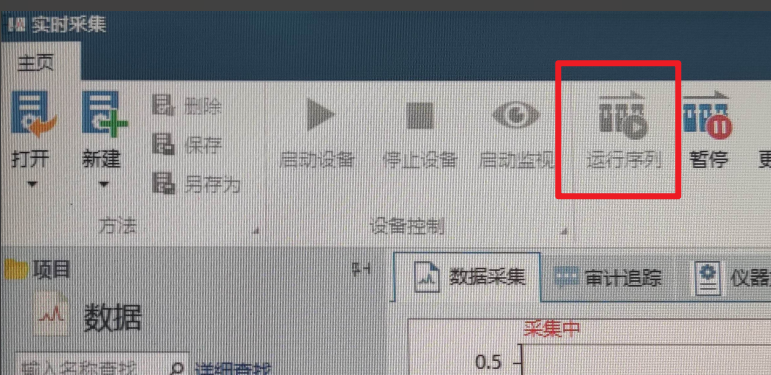 实时采集
主页
打开 新建 删除 保存 另存为 启动设备 停止设备 启动监视 运行序列 暂停
方法 设备控制
项目 数据采集 审计追踪 仪器
数据
采集中
输入名称查找 详细查找
0.5